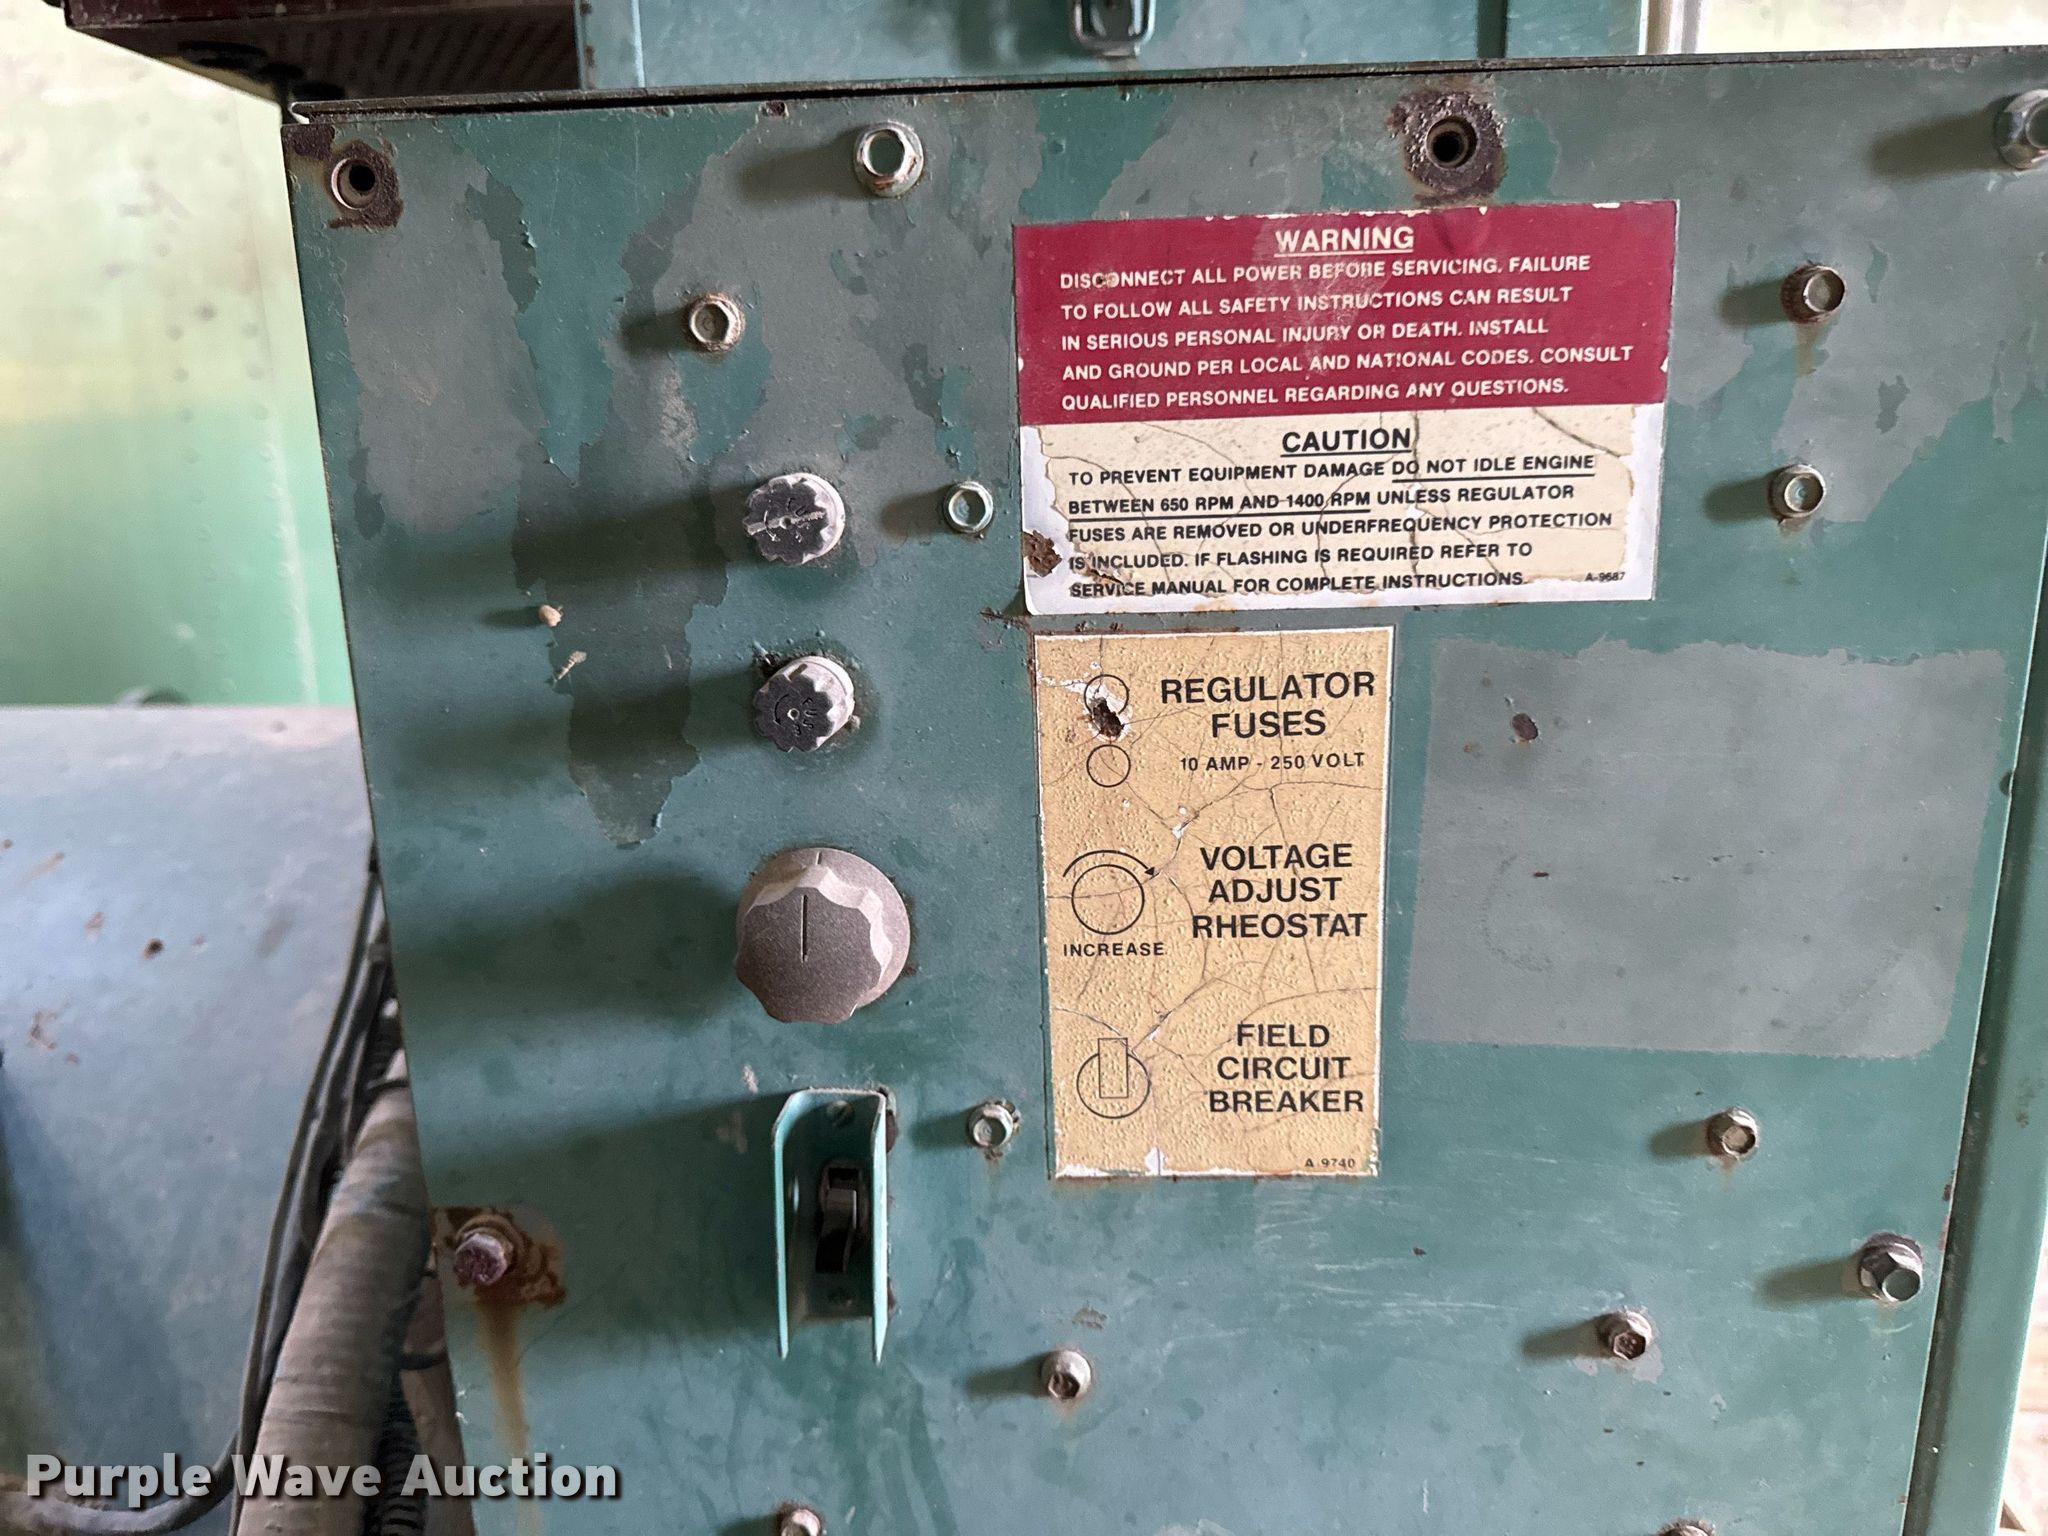 WARNING
DISCONNECT ALL POWER BEFORE SERVICING. FAILURE
TO FOLLOW ALL SAFETY INSTRUCTIONS CAN RESULT
IN SERIOUS PERSONAL INJURY OR DEATH. INSTALL
AND GROUND PER LOCAL AND NATIONAL CODES. CONSULT
QUALIFIED PERSONNEL REGARDING ANY QUESTIONS.
CAUTION
TO PREVENT EQUIPMENT DAMAGE DO NOT IDLE ENGINE
BETWEEN 650 RPM AND 1400 RPM UNLESS REGULATOR
FUSES ARE REMOVED OR UNDERFREQUENCY PROTECTION
IS INCLUDED. IF FLASHING IS REQUIRED REFER TO
SERVICE MANUAL FOR COMPLETE INSTRUCTIONS.
A-9687
REGULATOR
FUSES
10 AMP - 250 VOLT
VOLTAGE
ADJUST
RHEOSTAT
INCREASE
FIELD
CIRCUIT
BREAKER
A-9740
FUSE
Purple Wave Auction